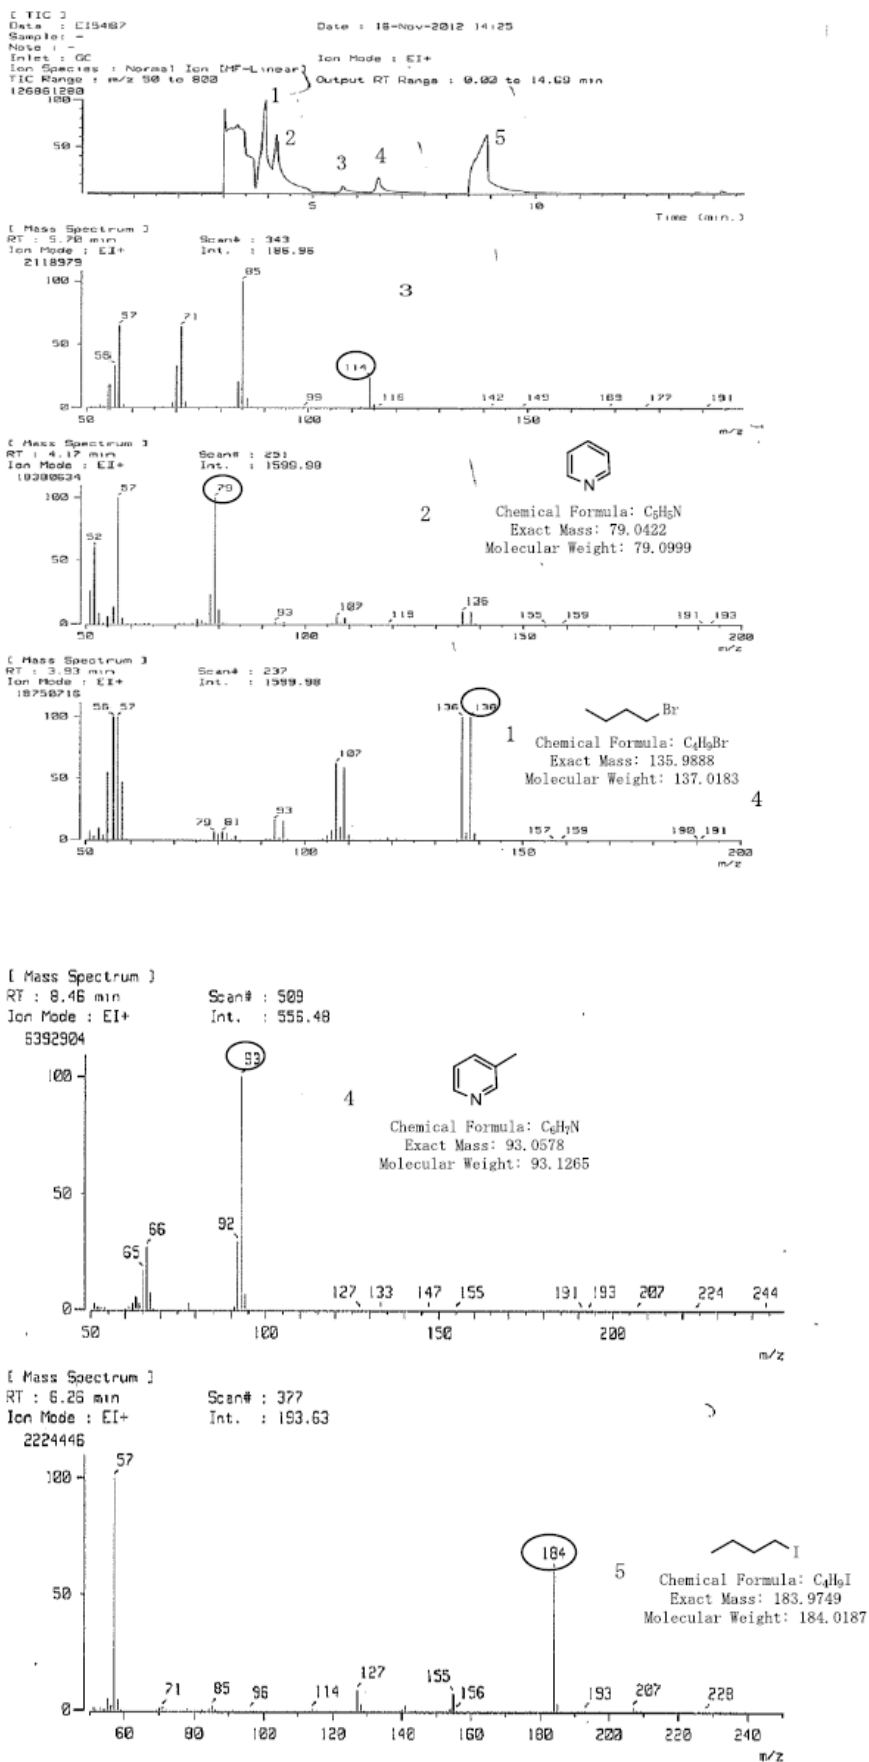 [ TIC ]
Data : EI5467 Date : 16-Nov-2012 14:25
Sample: -
Note : -
Inlet : GC Ion Mode : EI+
Ion Species : Normal Ion [MF-Linear]
TIC Range : m/z 50 to 800 Output RT Range : 0.00 to 14.69 min
126861280
100
50
1
2
3
4
5
5 10
Time (min.)
[ Mass Spectrum ]
RT : 5.70 min Scan# : 343
Ion Mode : EI+ Int. : 186.96
2118979
100
50
0
56
57
71
85
99
114
116
142
149
169
177
191
3
50 100 150
m/z
[ Mass Spectrum ]
RT : 4.17 min Scan# : 251
Ion Mode : EI+ Int. : 1599.98
18380634
100
50
0
52
57
79
93
107
119
136
155
159
191
193
2
N
Chemical Formula: C₅H₅N
Exact Mass: 79.0422
Molecular Weight: 79.0999
50 100 150 200
m/z
[ Mass Spectrum ]
RT : 3.93 min Scan# : 237
Ion Mode : EI+ Int. : 1599.98
18750716
100
50
0
56
57
79
81
93
107
136
138
157
159
190
191
1
Br
Chemical Formula: C₄H₉Br
Exact Mass: 135.9888
Molecular Weight: 137.0183
4
50 100 150 200
m/z
[ Mass Spectrum ]
RT : 8.46 min Scan# : 509
Ion Mode : EI+ Int. : 556.48
6392904
100
50
0
65
66
92
93
127
133
147
155
191
193
207
224
244
4
N
Chemical Formula: C₆H₇N
Exact Mass: 93.0578
Molecular Weight: 93.1265
50 100 150 200
m/z
[ Mass Spectrum ]
RT : 6.26 min Scan# : 377
Ion Mode : EI+ Int. : 193.63
2224446
100
50
0
57
71
85
96
114
127
155
156
184
193
207
228
5
I
Chemical Formula: C₄H₉I
Exact Mass: 183.9749
Molecular Weight: 184.0187
60 80 100 120 140 160 180 200 220 240
m/z